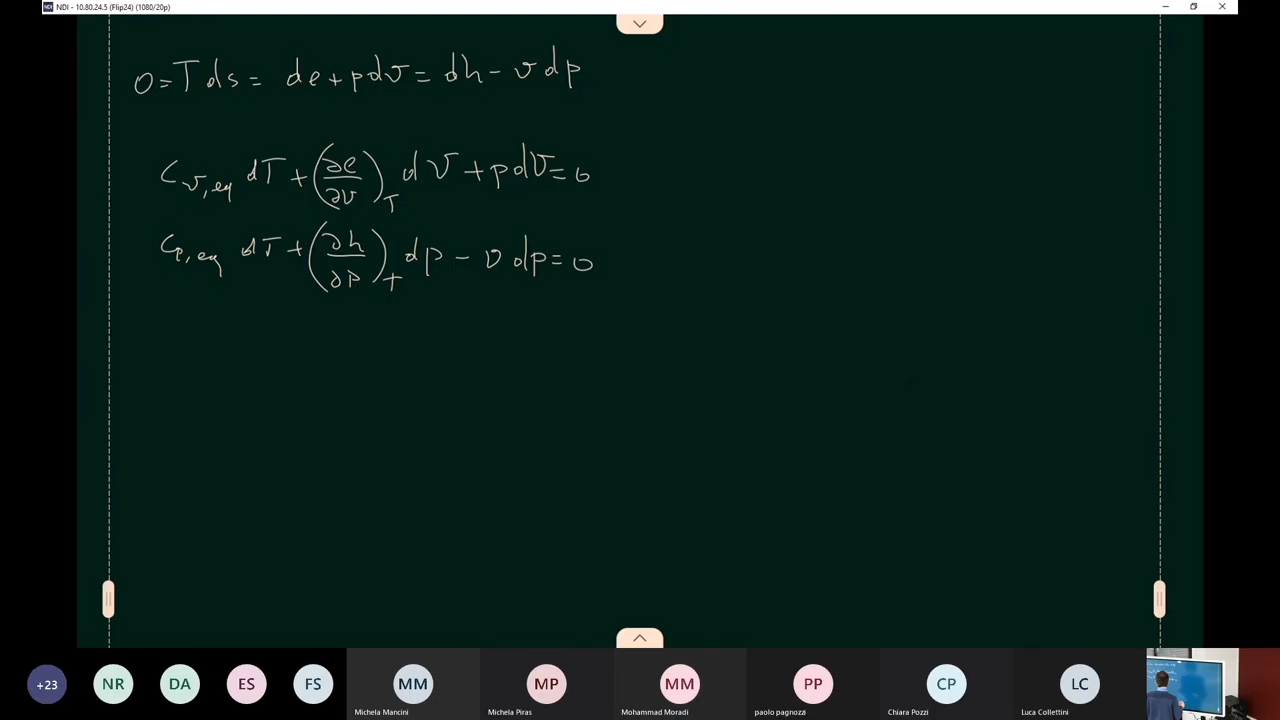 NDI - 10.80.24.5 (Flip24) (1080/20p)
0 = T ds = de + p dv = dh - v dp
C_{v,eq} dT + (∂e/∂v)_T dv + p dv = 0
C_{p,eq} dT + (∂h/∂p)_T dp - v dp = 0
+23 NR DA ES FS MM MP MM PP CP LC
Michela Mancini Michela Piras Mohammad Moradi paolo pagnozzi Chiara Pozzi Luca Collettini